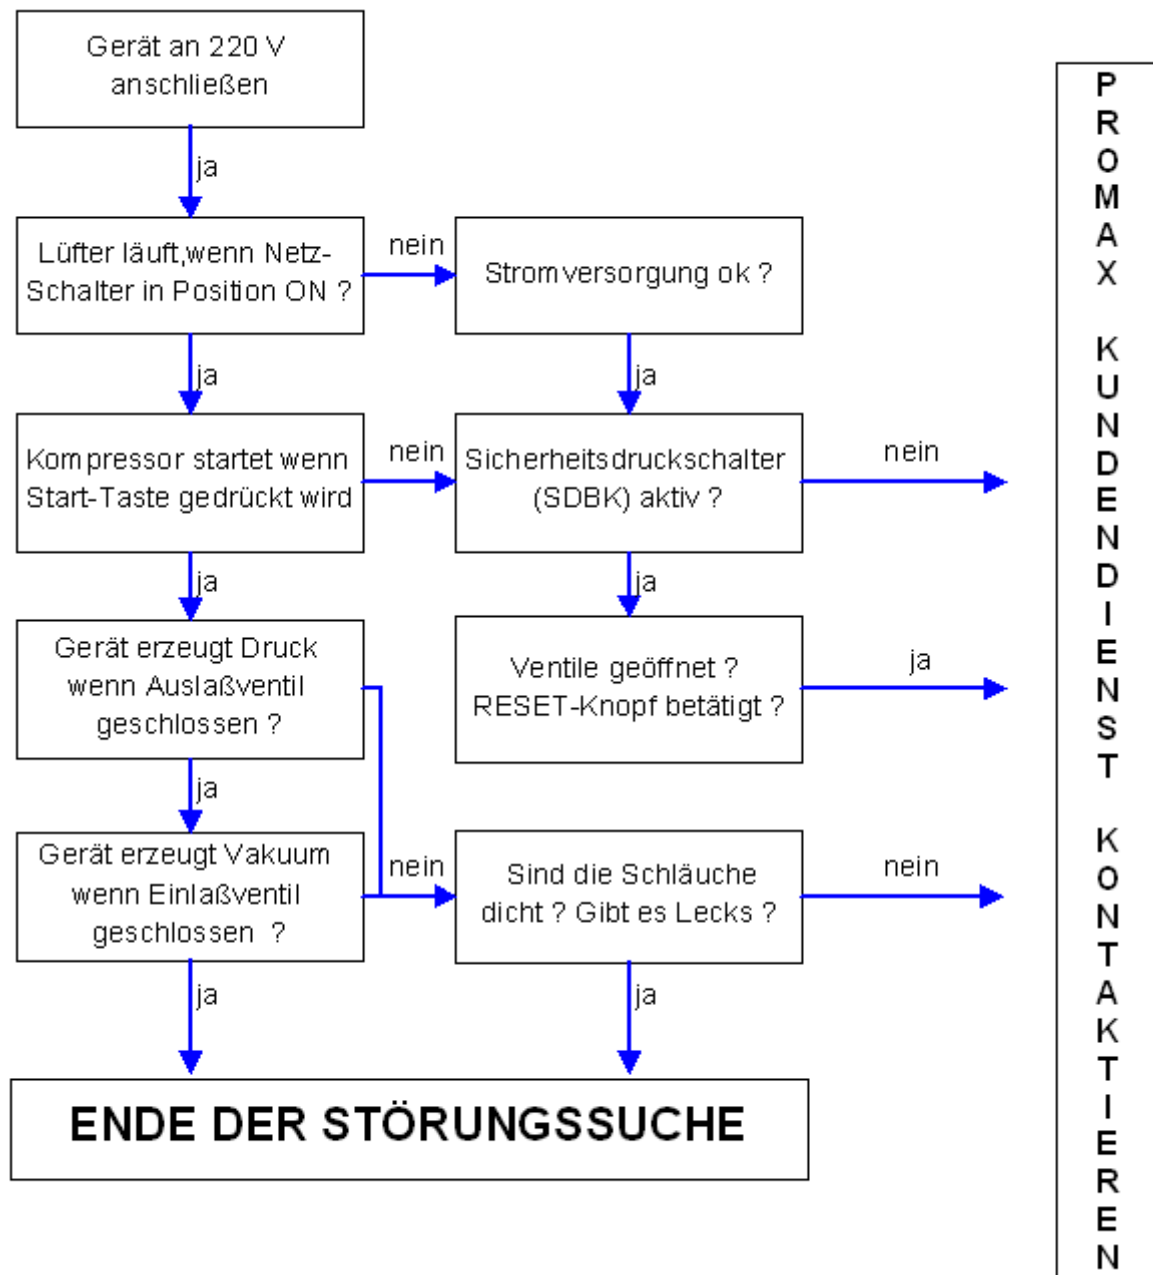 Gerät an 220 V
anschließen
ja
Lüfter läuft,wenn Netz-
Schalter in Position ON ?
nein
Stromversorgung ok ?
ja
ja
Kompressor startet wenn
Start-Taste gedrückt wird
nein
Sicherheitsdruckschalter
(SDBK) aktiv ?
nein
ja
ja
Gerät erzeugt Druck
wenn Auslaßventil
geschlossen ?
Ventile geöffnet ?
RESET-Knopf betätigt ?
ja
ja
Gerät erzeugt Vakuum
wenn Einlaßventil
geschlossen ?
nein
Sind die Schläuche
dicht ? Gibt es Lecks ?
nein
ja
ja
ENDE DER STÖRUNGSSUCHE
PROMAX KUNDENDIENST KONTAKTIEREN